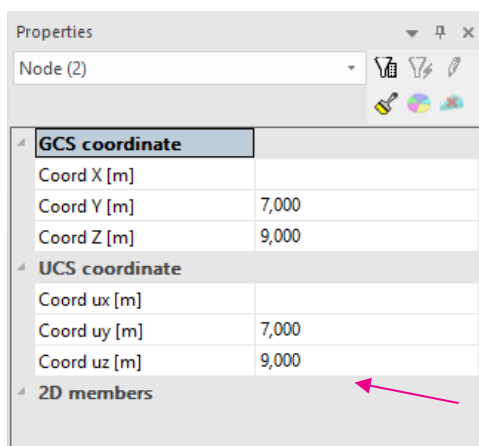 Properties
Node (2)
GCS coordinate
Coord X [m]
Coord Y [m] 7,000
Coord Z [m] 9,000
UCS coordinate
Coord ux [m]
Coord uy [m] 7,000
Coord uz [m] 9,000
2D members